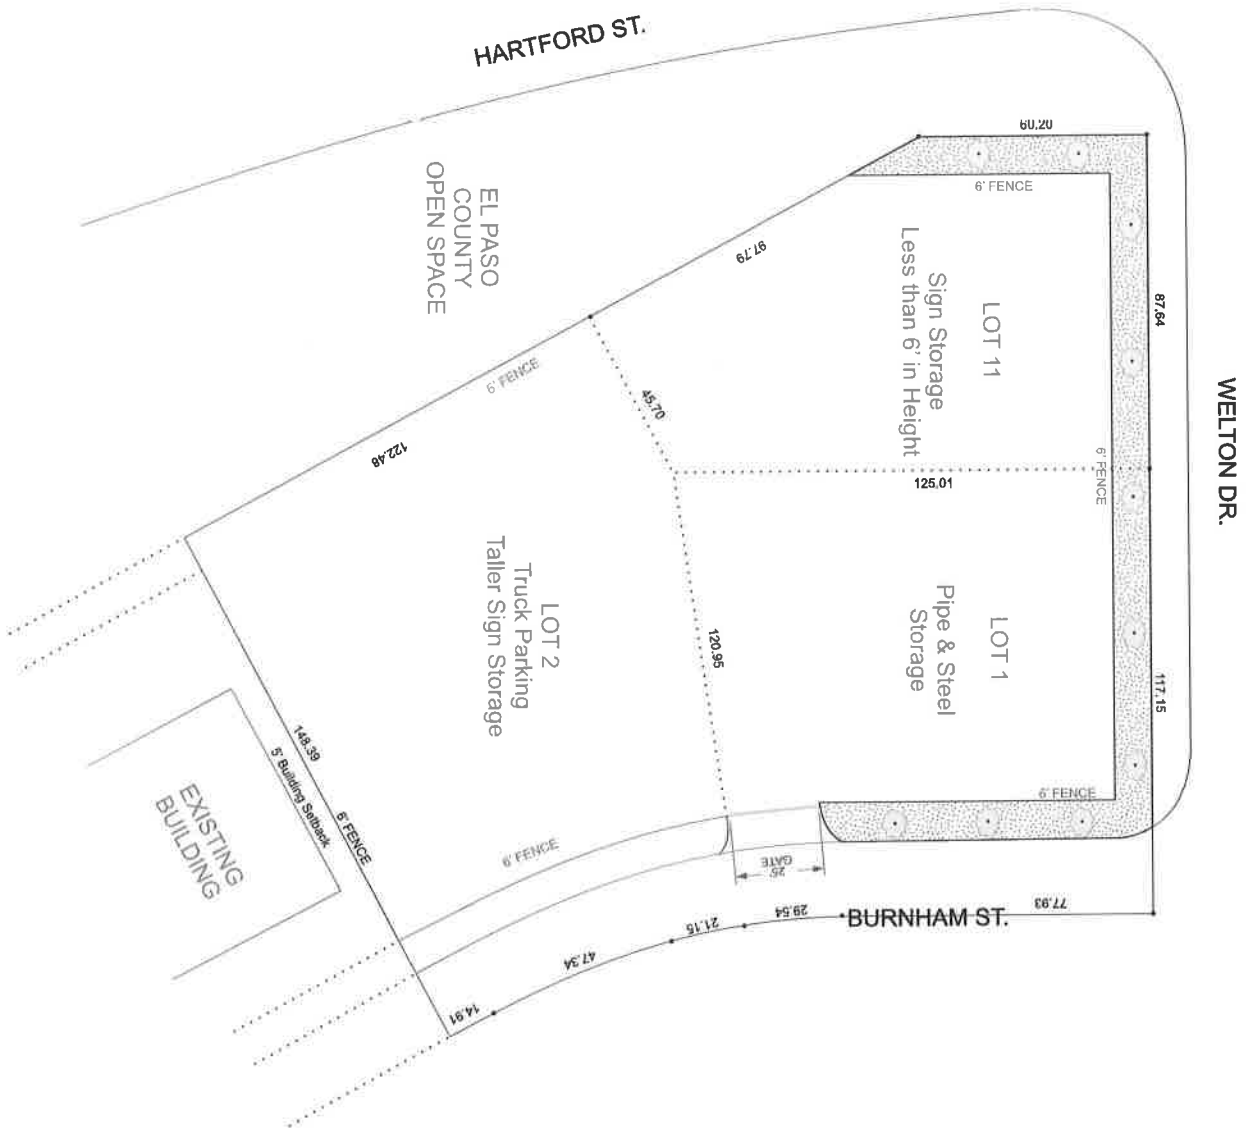 HARTFORD ST.
60.20
6' FENCE
EL PASO
COUNTY
OPEN SPACE
97.79
LOT 11
Sign Storage
Less than 6' in Height
87.64
WELTON DR.
6' FENCE
45.70
122.48
6' FENCE
125.01
LOT 1
Pipe & Steel
Storage
117.15
120.95
LOT 2
Truck Parking
Taller Sign Storage
148.39
5' Building Setback
6' FENCE
EXISTING
BUILDING
6' FENCE
6' FENCE
25'
GATE
77.93
BURNHAM ST.
29.54
21.15
47.34
14.91